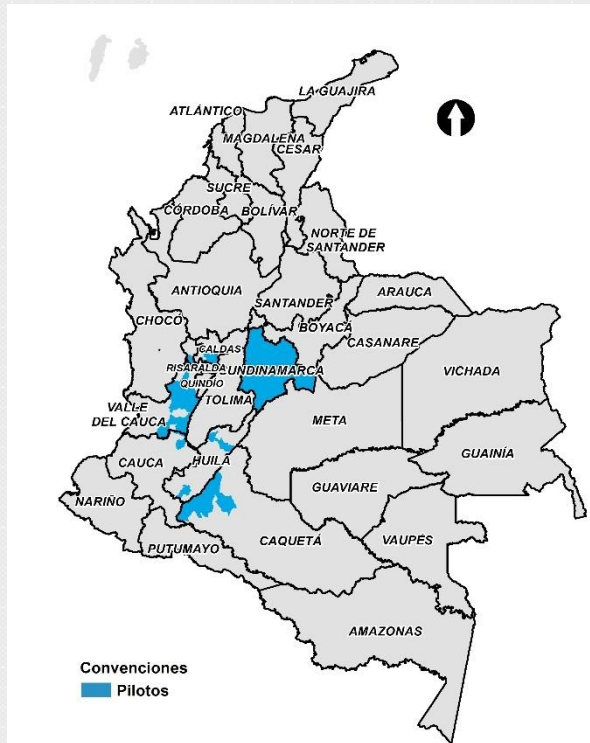 LA GUAJIRA
ATLÁNTICO
MAGDALENA
CESAR
SUCRE
CÓRDOBA
BOLÍVAR
NORTE DE
SANTANDER
ANTIOQUIA
SANTANDER
ARAUCA
CHOCÓ
BOYACÁ
CASANARE
CALDAS
RISARALDA
CUNDINAMARCA
VICHADA
QUINDÍO
TOLIMA
VALLE
DEL CAUCA
META
GUAINÍA
CAUCA
HUILA
GUAVIARE
NARIÑO
CAQUETÁ
VAUPÉS
PUTUMAYO
AMAZONAS
Convenciones
Pilotos